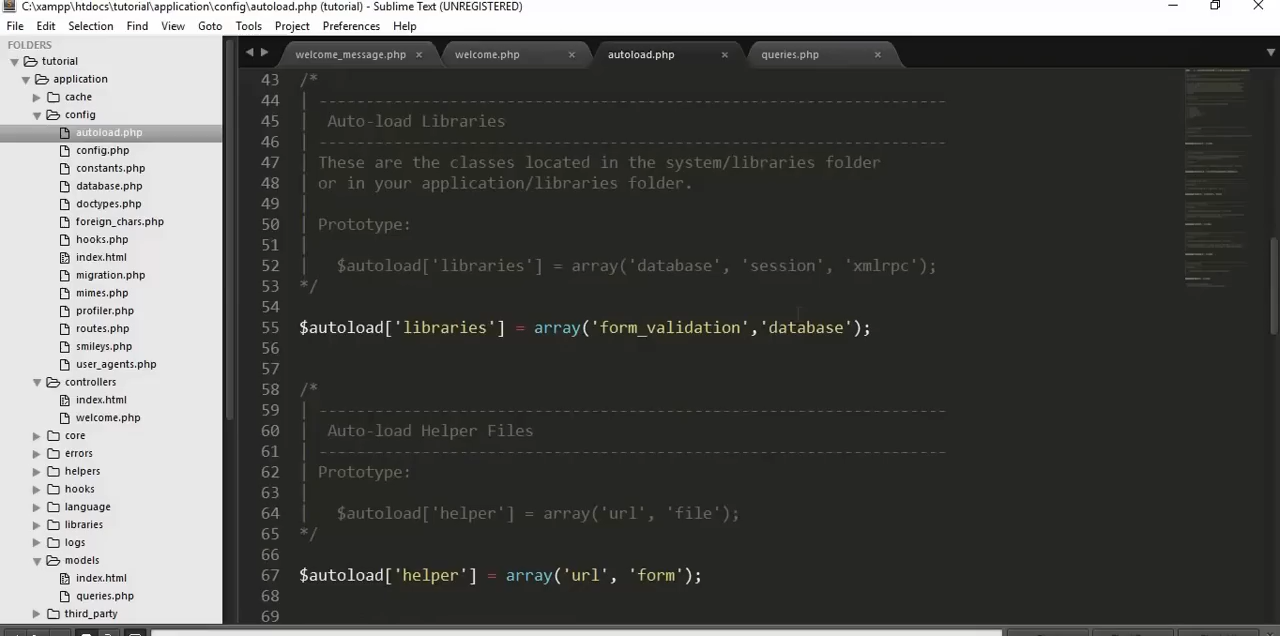 C:\xampp\htdocs\tutorial\application\config\autoload.php (tutorial) - Sublime Text (UNREGISTERED)
File Edit Selection Find View Goto Tools Project Preferences Help
FOLDERS
tutorial
application
cache
config
autoload.php
config.php
constants.php
database.php
doctypes.php
foreign_chars.php
hooks.php
index.html
migration.php
mimes.php
profiler.php
routes.php
smileys.php
user_agents.php
controllers
index.html
welcome.php
core
errors
helpers
hooks
language
libraries
logs
models
index.html
queries.php
third_party
welcome_message.php × welcome.php × autoload.php × queries.php ×
43 /*
44 | -------------------------------------------------------------------
45 | Auto-load Libraries
46 | -------------------------------------------------------------------
47 | These are the classes located in the system/libraries folder
48 | or in your application/libraries folder.
49 |
50 | Prototype:
51 |
52 | $autoload['libraries'] = array('database', 'session', 'xmlrpc');
53 */
54
55 $autoload['libraries'] = array('form_validation','database');
56
57
58 /*
59 | -------------------------------------------------------------------
60 | Auto-load Helper Files
61 | -------------------------------------------------------------------
62 | Prototype:
63 |
64 | $autoload['helper'] = array('url', 'file');
65 */
66
67 $autoload['helper'] = array('url', 'form');
68
69